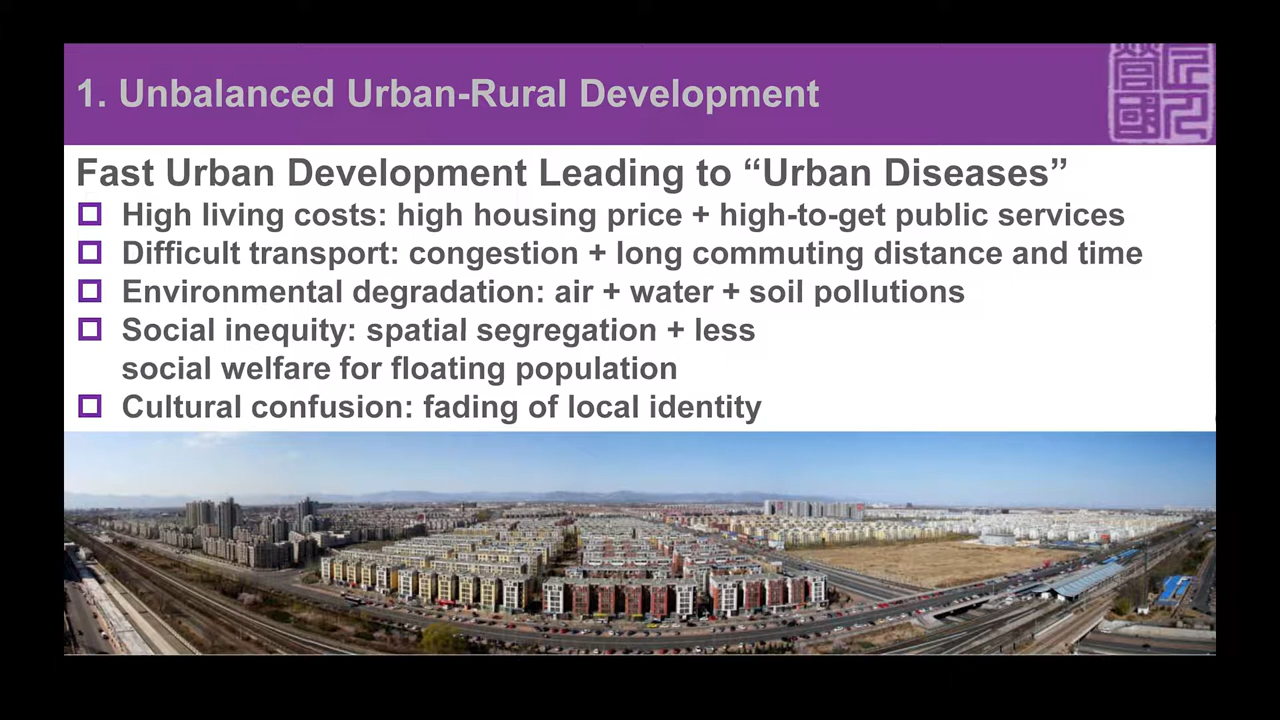 1. Unbalanced Urban-Rural Development
Fast Urban Development Leading to “Urban Diseases”
High living costs: high housing price + high-to-get public services
Difficult transport: congestion + long commuting distance and time
Environmental degradation: air + water + soil pollutions
Social inequity: spatial segregation + less
social welfare for floating population
Cultural confusion: fading of local identity